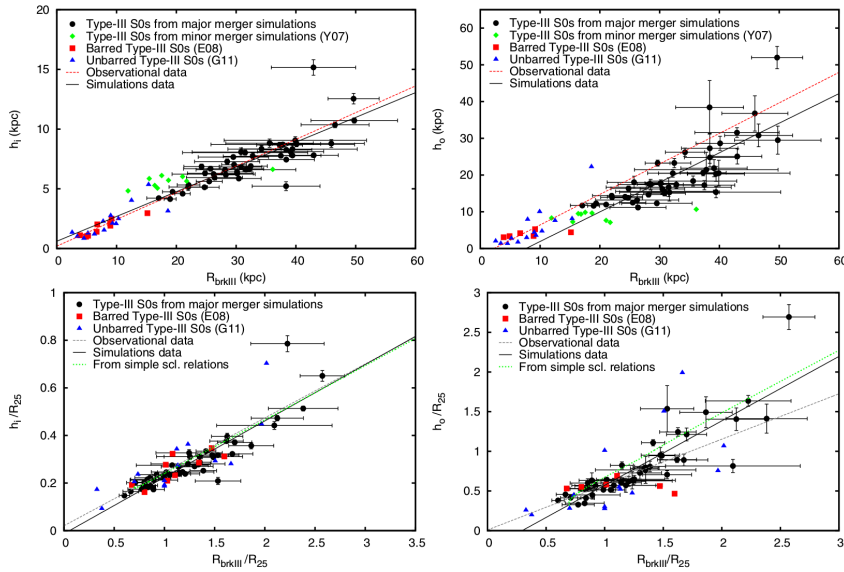 Type-III S0s from major merger simulations
Type-III S0s from minor merger simulations (Y07)
Barred Type-III S0s (E08)
Unbarred Type-III S0s (G11)
Observational data
Simulations data
h_i (kpc)
20
15
10
5
0
0 10 20 30 40 50 60
R_brkIII (kpc)
Type-III S0s from major merger simulations
Type-III S0s from minor merger simulations (Y07)
Barred Type-III S0s (E08)
Unbarred Type-III S0s (G11)
Observational data
Simulations data
h_o (kpc)
70
60
50
40
30
20
10
0
0 10 20 30 40 50 60
R_brkIII (kpc)
Type-III S0s from major merger simulations
Barred Type-III S0s (E08)
Unbarred Type-III S0s (G11)
Observational data
Simulations data
From simple scl. relations
h_i/R_25
1
0.8
0.6
0.4
0.2
0
0 0.5 1 1.5 2 2.5 3 3.5
R_brkIII/R_25
Type-III S0s from major merger simulations
Barred Type-III S0s (E08)
Unbarred Type-III S0s (G11)
Observational data
Simulations data
From simple scl. relations
h_o/R_25
3
2.5
2
1.5
1
0.5
0
0 0.5 1 1.5 2 2.5 3
R_brkIII/R_25